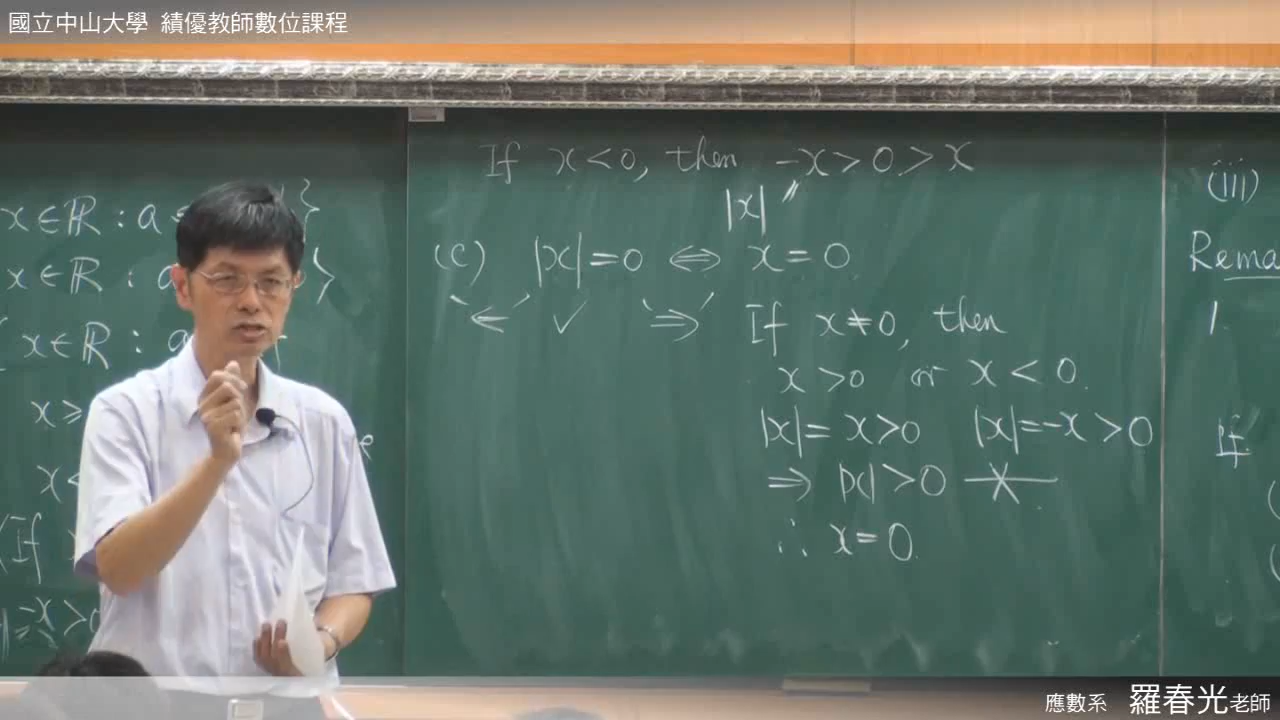 國立中山大學 績優教師數位課程
x∈ℝ : a
x∈ℝ : a
x∈ℝ : a
x≥
x<
(If
If x<0, then -x>0>x
|x| "
(c) |x|=0 ⇔ x=0
"⇐" ✓ "⇒" If x≠0, then
x>0 or x<0.
|x|=x>0 |x|=-x>0
⇒ |x|>0 ※
∴ x=0.
(iii)
Rema
1.
Pf.
應數系 羅春光老師